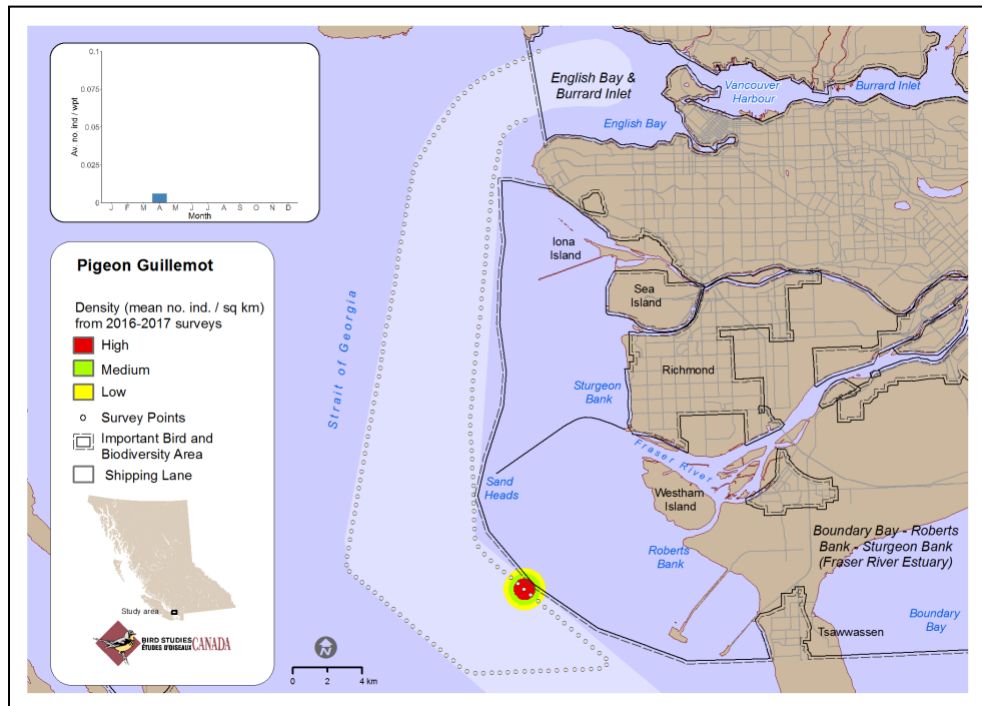 0.1
0.075
0.05
0.025
0
Av. no. ind / wpt
J F M A M J J A S O N D
Month
Pigeon Guillemot
Density (mean no. ind. / sq km)
from 2016-2017 surveys
High
Medium
Low
Survey Points
Important Bird and
Biodiversity Area
Shipping Lane
Study area
BIRD STUDIES
ÉTUDES D'OISEAUX
CANADA
N
0 2 4 km
Strait of Georgia
English Bay &
Burrard Inlet
English Bay
Vancouver
Harbour
Burrard Inlet
Iona
Island
Sea
Island
Richmond
Sturgeon
Bank
Fraser River
Sand
Heads
Westham
Island
Roberts
Bank
Boundary Bay - Roberts
Bank - Sturgeon Bank
(Fraser River Estuary)
Boundary
Bay
Tsawwassen